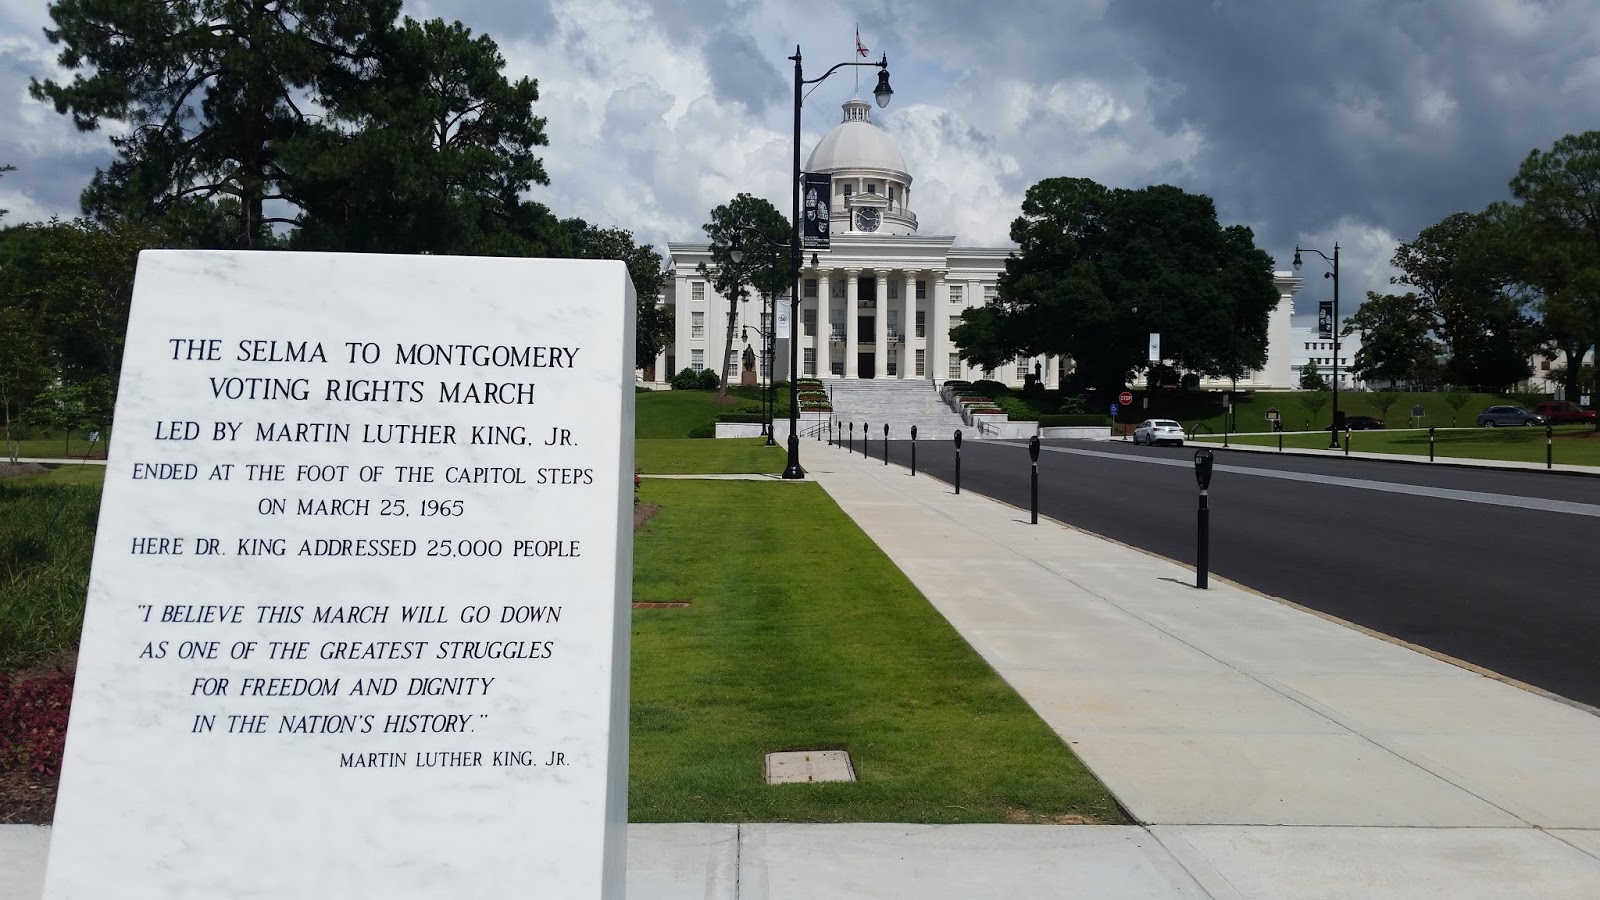 THE SELMA TO MONTGOMERY
VOTING RIGHTS MARCH
LED BY MARTIN LUTHER KING, JR.
ENDED AT THE FOOT OF THE CAPITOL STEPS
ON MARCH 25, 1965
HERE DR. KING ADDRESSED 25,000 PEOPLE
"I BELIEVE THIS MARCH WILL GO DOWN
AS ONE OF THE GREATEST STRUGGLES
FOR FREEDOM AND DIGNITY
IN THE NATION'S HISTORY."
MARTIN LUTHER KING, JR.
STOP